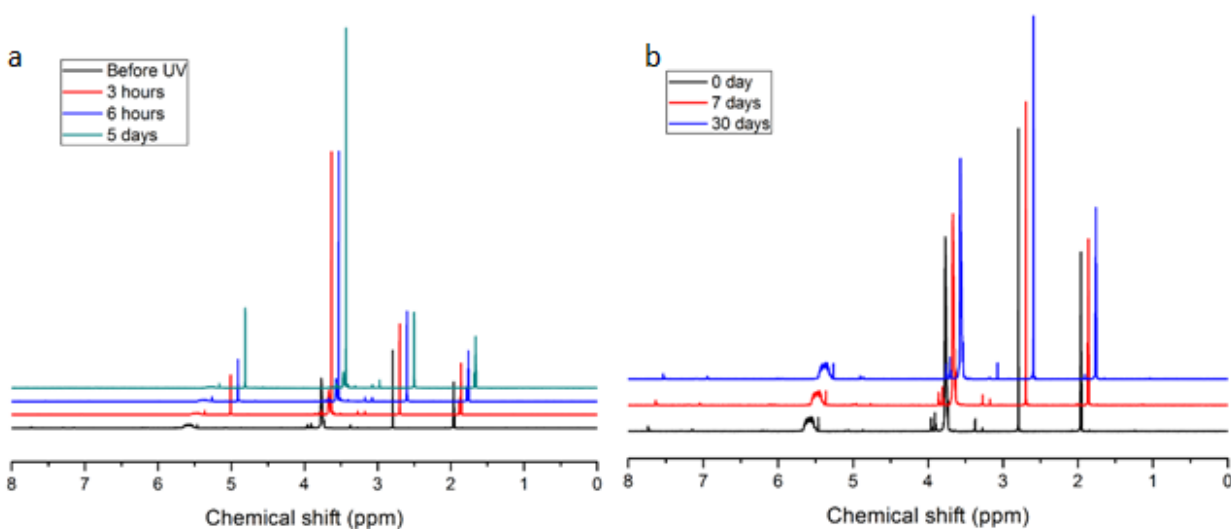 a
Before UV
3 hours
6 hours
5 days
8 7 6 5 4 3 2 1 0
Chemical shift (ppm)
b
0 day
7 days
30 days
8 7 6 5 4 3 2 1 0
Chemical shift (ppm)